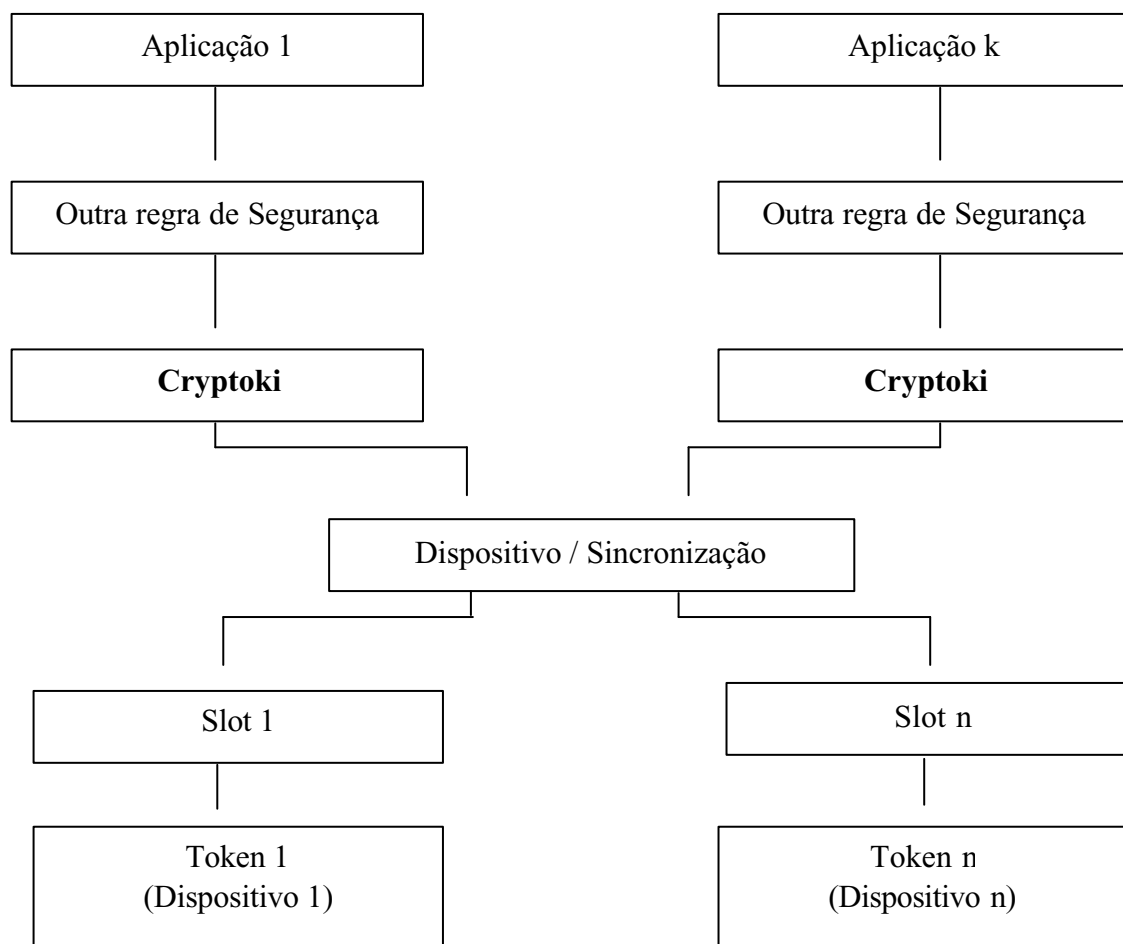 Aplicação 1
Aplicação k
Outra regra de Segurança
Outra regra de Segurança
Cryptoki
Cryptoki
Dispositivo / Sincronização
Slot 1
Slot n
Token 1
(Dispositivo 1)
Token n
(Dispositivo n)